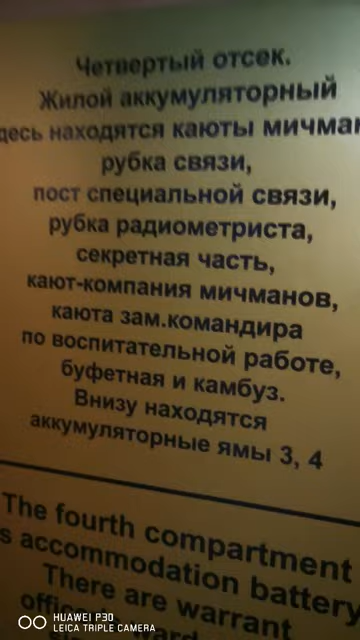 Четвертый отсек.
Жилой аккумуляторный
десь находятся каюты мичман
рубка связи,
пост специальной связи,
рубка радиометриста,
секретная часть,
кают-компания мичманов,
каюта зам.командира
по воспитательной работе,
буфетная и камбуз.
Внизу находятся
аккумуляторные ямы 3, 4
The fourth compartment
s accommodation battery
There are warrant
HUAWEI P30
LEICA TRIPLE CAMERA